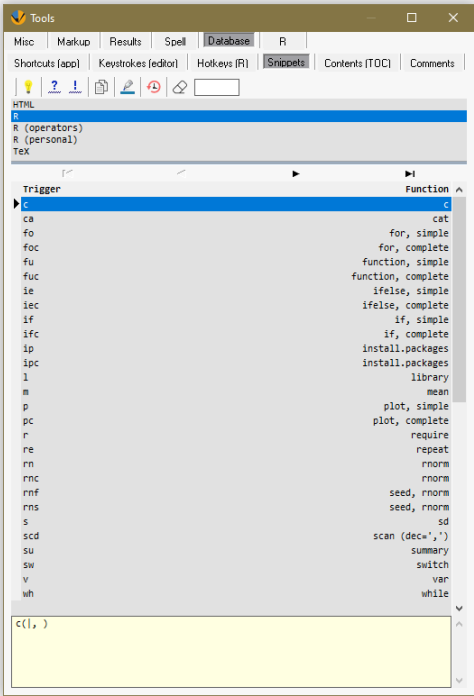 Tools
Misc Markup Results Spell Database R
Shortcuts (app) Keystrokes (editor) Hotkeys (R) Snippets Contents (TOC) Comments
HTML
R
R (operators)
R (personal)
TeX
Trigger Function
c c
ca cat
fo for, simple
foc for, complete
fu function, simple
fuc function, complete
ie ifelse, simple
iec ifelse, complete
if if, simple
ifc if, complete
ip install.packages
ipc install.packages
l library
m mean
p plot, simple
pc plot, complete
r require
re repeat
rn rnorm
rnc rnorm
rnf seed, rnorm
rns seed, rnorm
s sd
scd scan (dec=',')
su summary
sw switch
v var
wh while
c(|, )